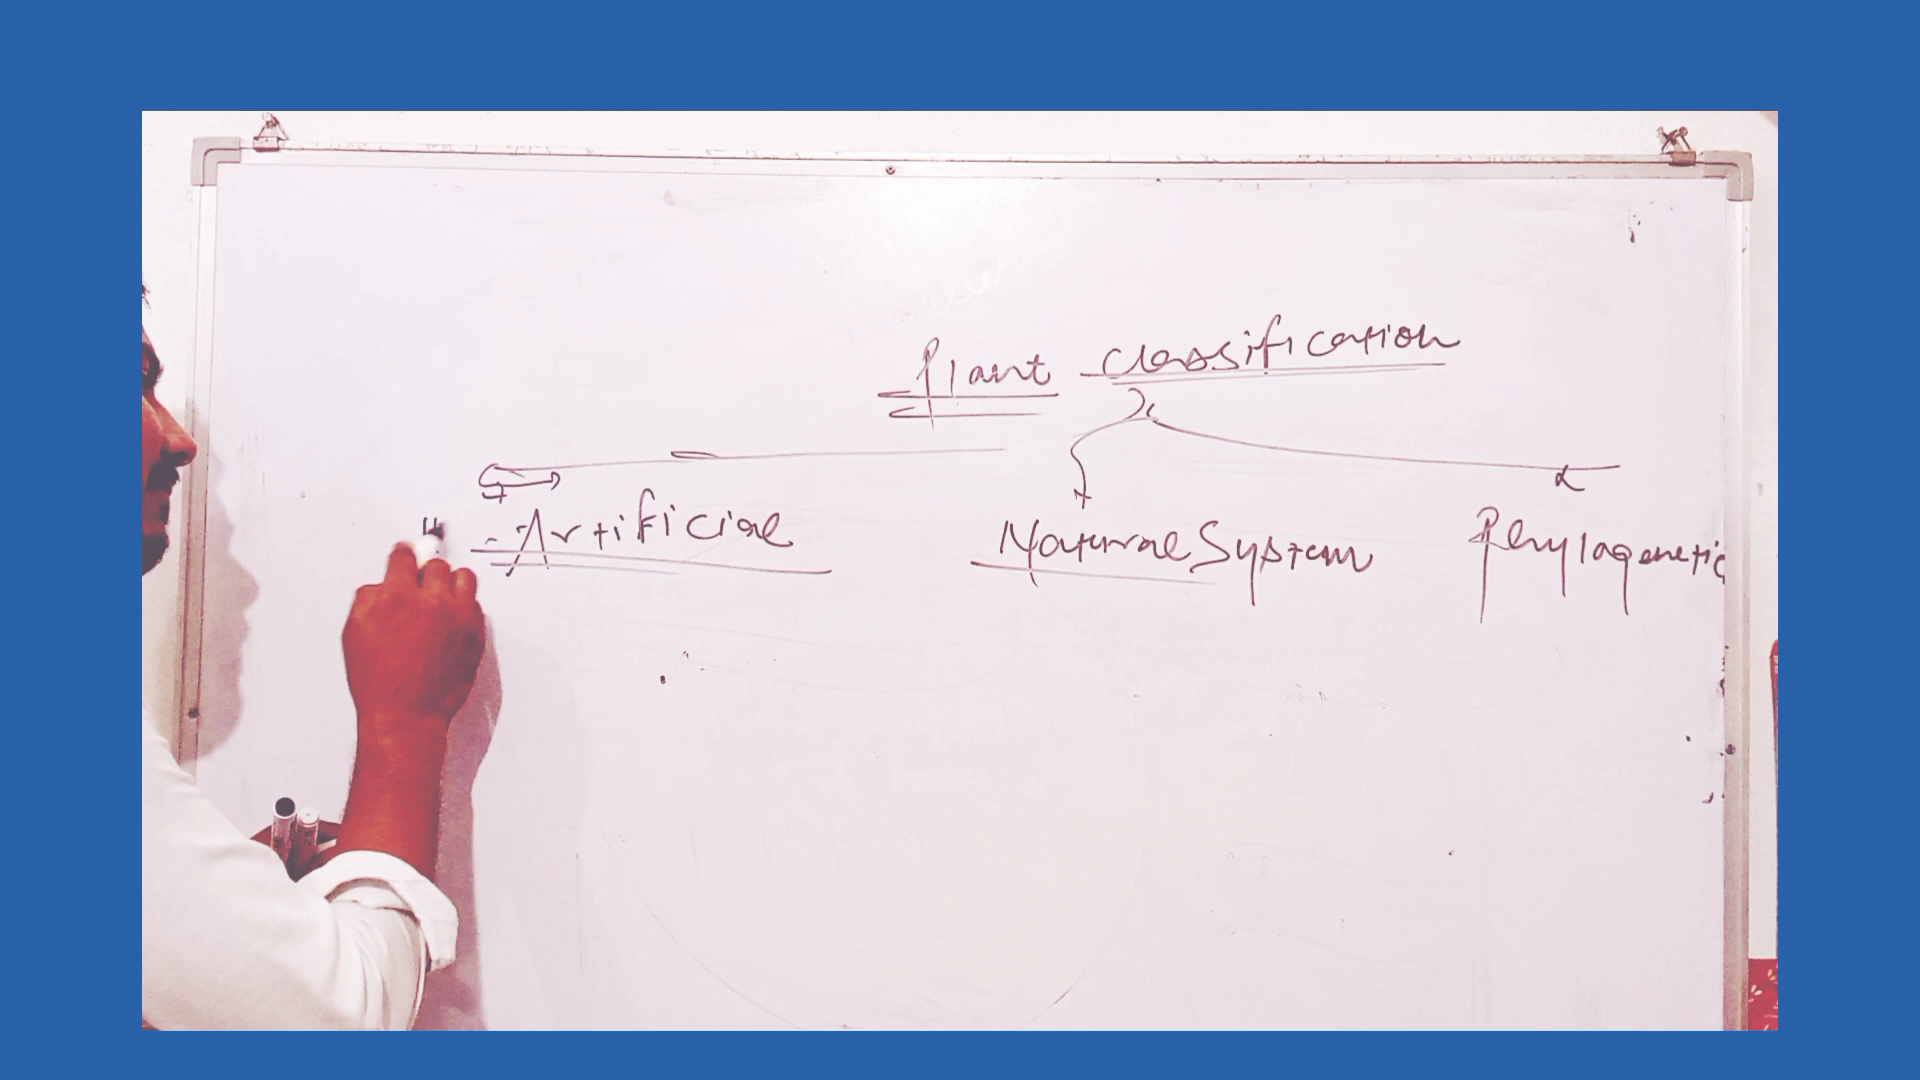 Plant classification
Artificial Natural System Phylogenetic